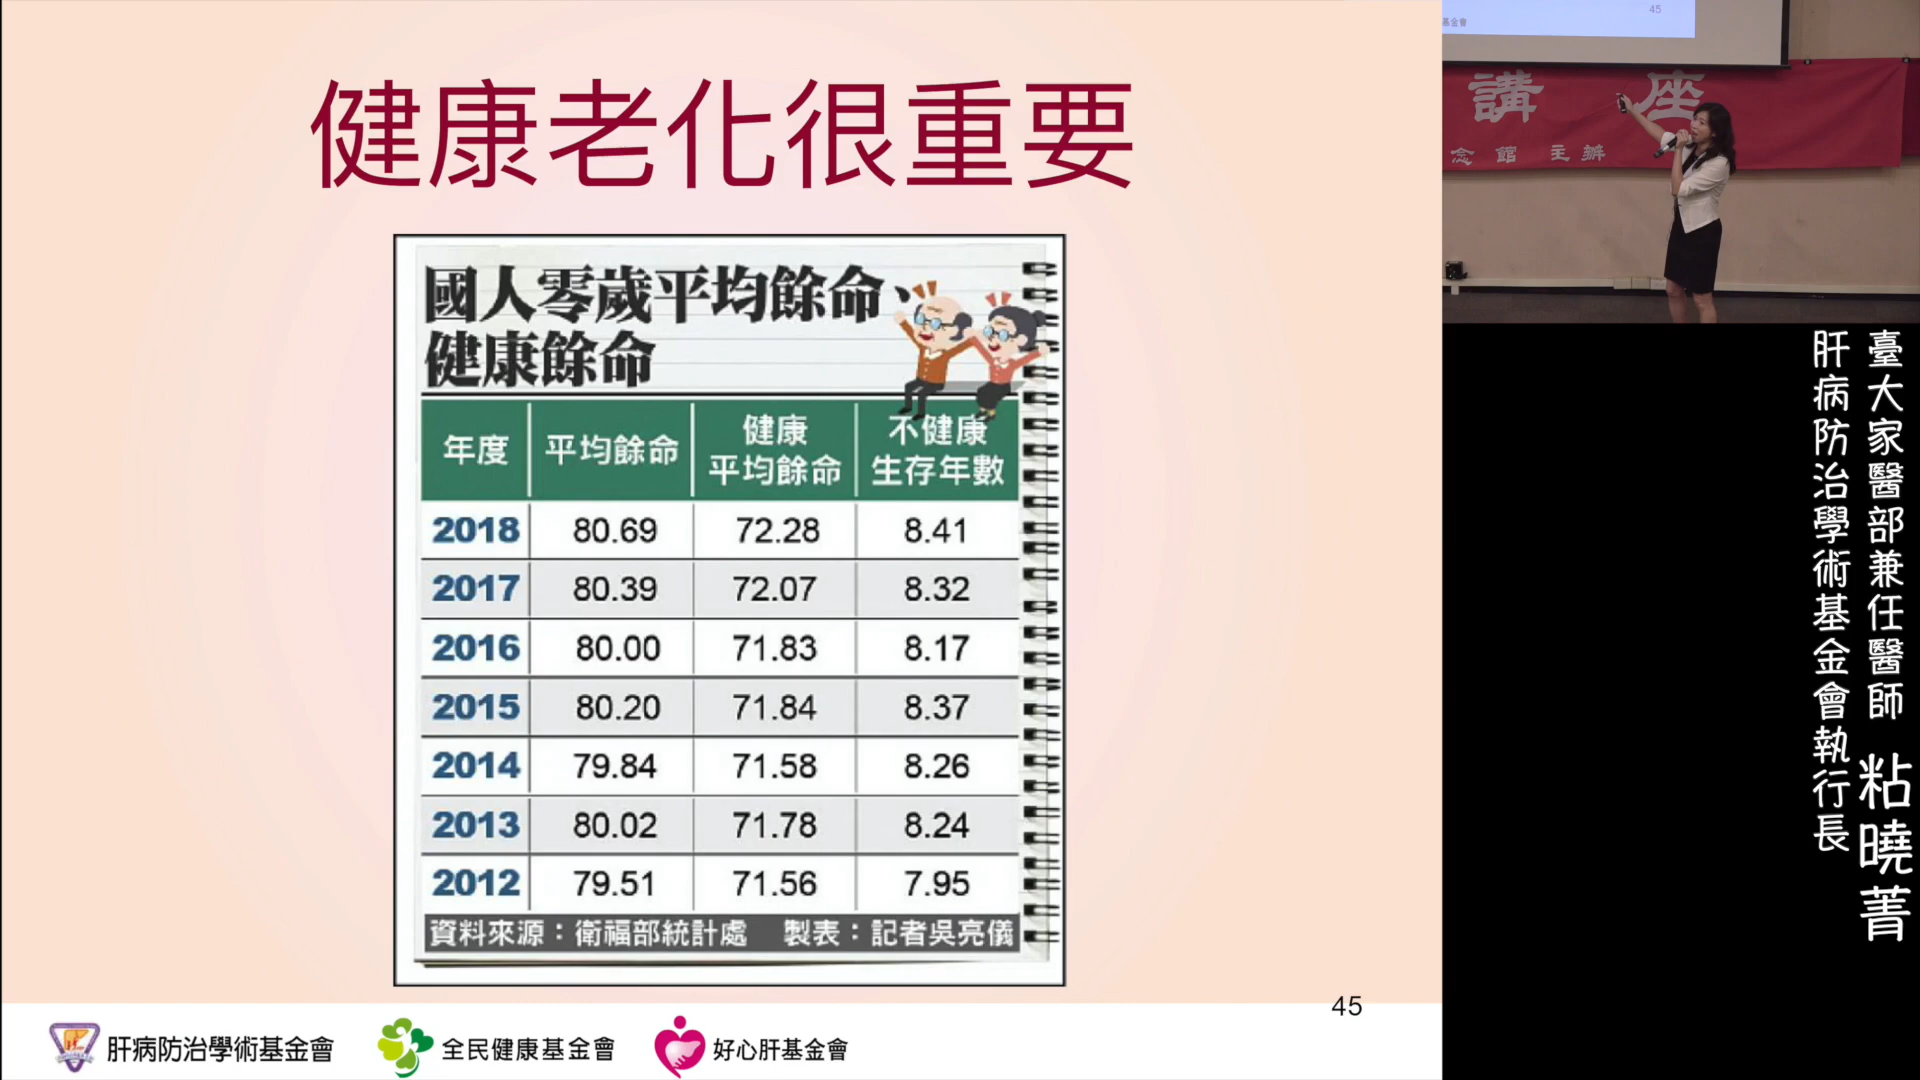 健康老化很重要
國人零歲平均餘命、
健康餘命
年度 平均餘命 健康平均餘命 不健康生存年數
2018 80.69 72.28 8.41
2017 80.39 72.07 8.32
2016 80.00 71.83 8.17
2015 80.20 71.84 8.37
2014 79.84 71.58 8.26
2013 80.02 71.78 8.24
2012 79.51 71.56 7.95
資料來源：衛福部統計處 製表：記者吳亮儀
45
肝病防治學術基金會 全民健康基金會 好心肝基金會
45
基金會
講座
念館 主辦
臺大家醫部兼任醫師 粘曉菁
肝病防治學術基金會執行長